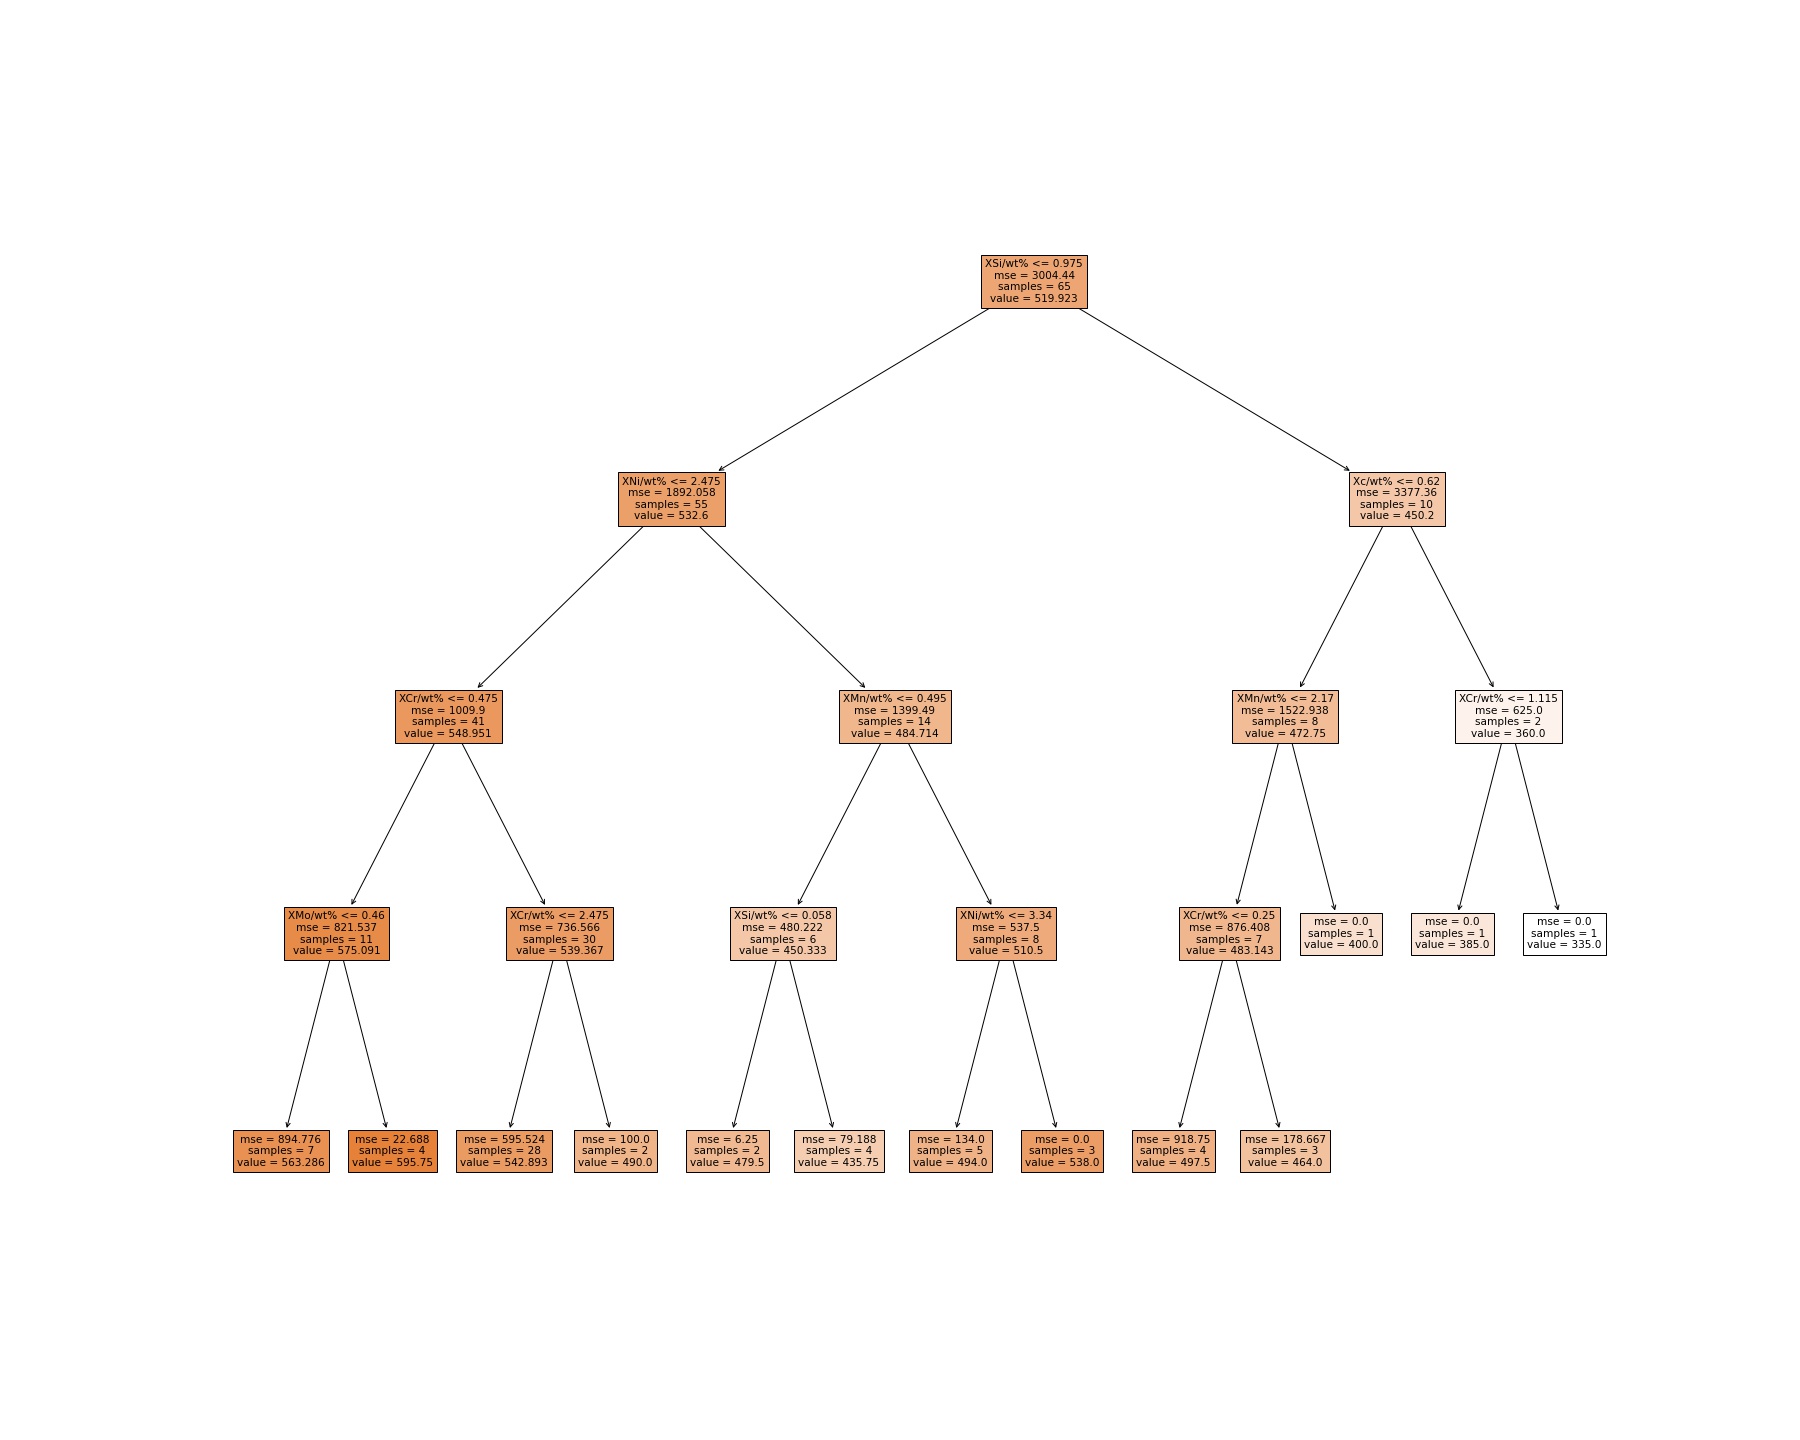 XSi/wt% <= 0.975
mse = 3004.44
samples = 65
value = 519.923
XNi/wt% <= 2.475
mse = 1892.058
samples = 55
value = 532.6
Xc/wt% <= 0.62
mse = 3377.36
samples = 10
value = 450.2
XCr/wt% <= 0.475
mse = 1009.9
samples = 41
value = 548.951
XMn/wt% <= 0.495
mse = 1399.49
samples = 14
value = 484.714
XMn/wt% <= 2.17
mse = 1522.938
samples = 8
value = 472.75
XCr/wt% <= 1.115
mse = 625.0
samples = 2
value = 360.0
XMo/wt% <= 0.46
mse = 821.537
samples = 11
value = 575.091
XCr/wt% <= 2.475
mse = 736.566
samples = 30
value = 539.367
XSi/wt% <= 0.058
mse = 480.222
samples = 6
value = 450.333
XNi/wt% <= 3.34
mse = 537.5
samples = 8
value = 510.5
XCr/wt% <= 0.25
mse = 876.408
samples = 7
value = 483.143
mse = 0.0
samples = 1
value = 400.0
mse = 0.0
samples = 1
value = 385.0
mse = 0.0
samples = 1
value = 335.0
mse = 894.776
samples = 7
value = 563.286
mse = 22.688
samples = 4
value = 595.75
mse = 595.524
samples = 28
value = 542.893
mse = 100.0
samples = 2
value = 490.0
mse = 6.25
samples = 2
value = 479.5
mse = 79.188
samples = 4
value = 435.75
mse = 134.0
samples = 5
value = 494.0
mse = 0.0
samples = 3
value = 538.0
mse = 918.75
samples = 4
value = 497.5
mse = 178.667
samples = 3
value = 464.0